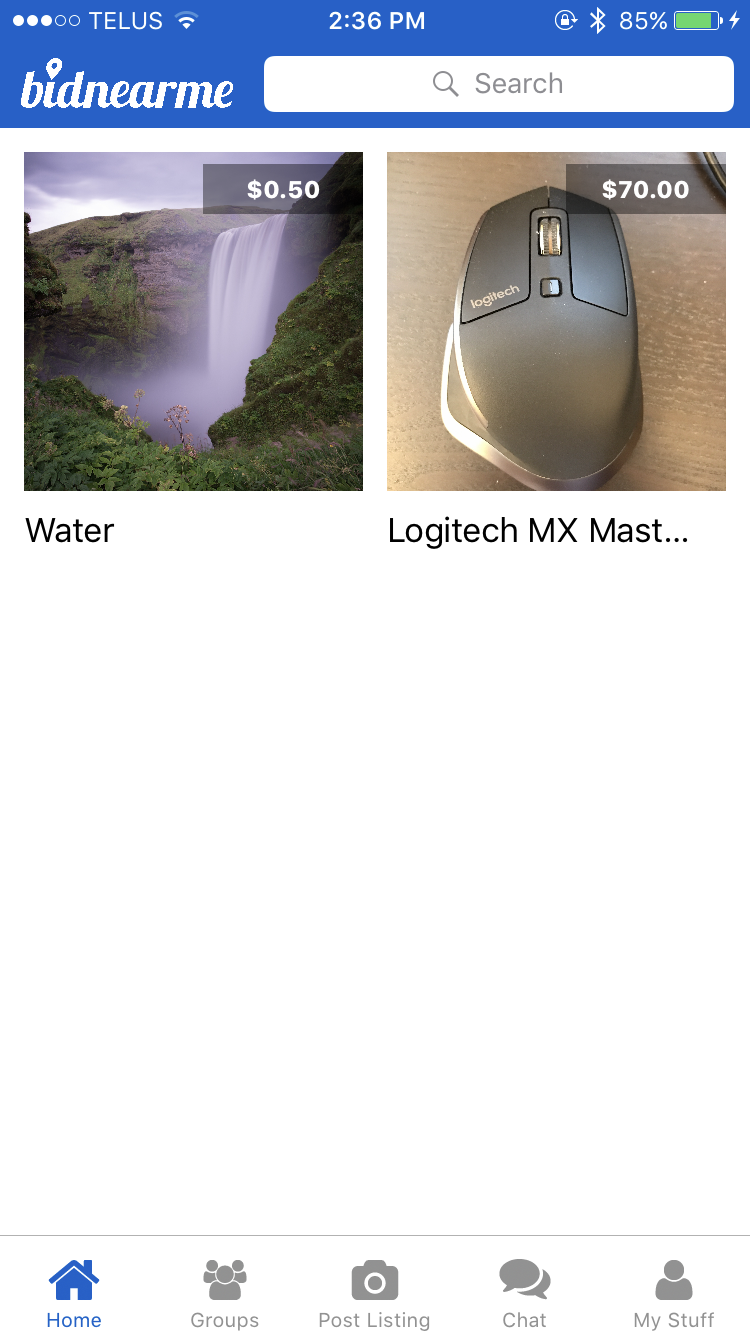 TELUS 2:36 PM 85%
bidnearme Search
$0.50 $70.00
logitech
Water Logitech MX Mast...
Home Groups Post Listing Chat My Stuff